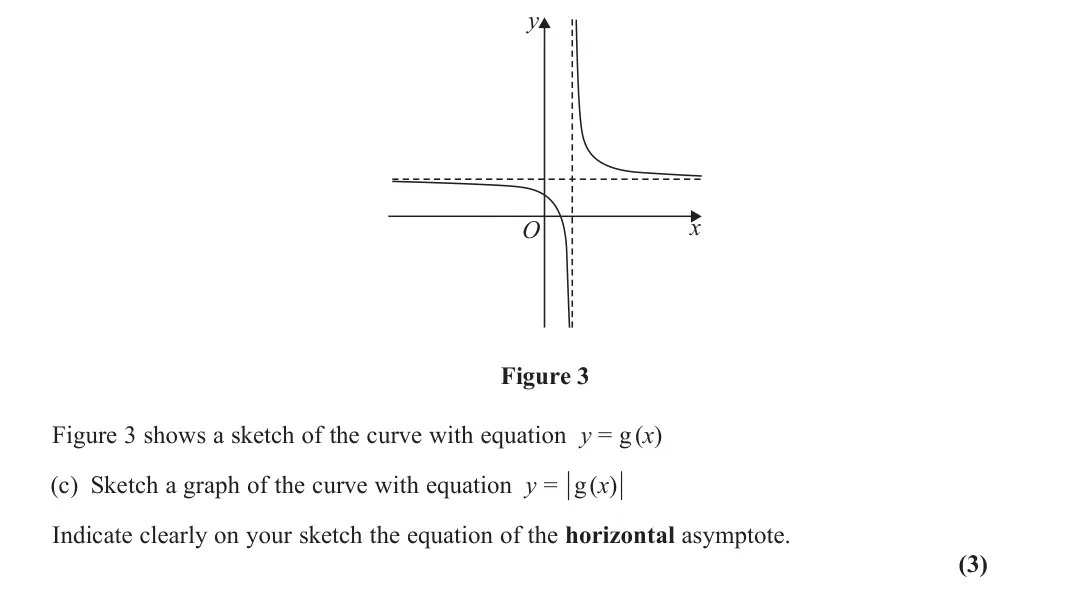 y
O
x
Figure 3
Figure 3 shows a sketch of the curve with equation y = g(x)
(c) Sketch a graph of the curve with equation y = |g(x)|
Indicate clearly on your sketch the equation of the horizontal asymptote.
(3)